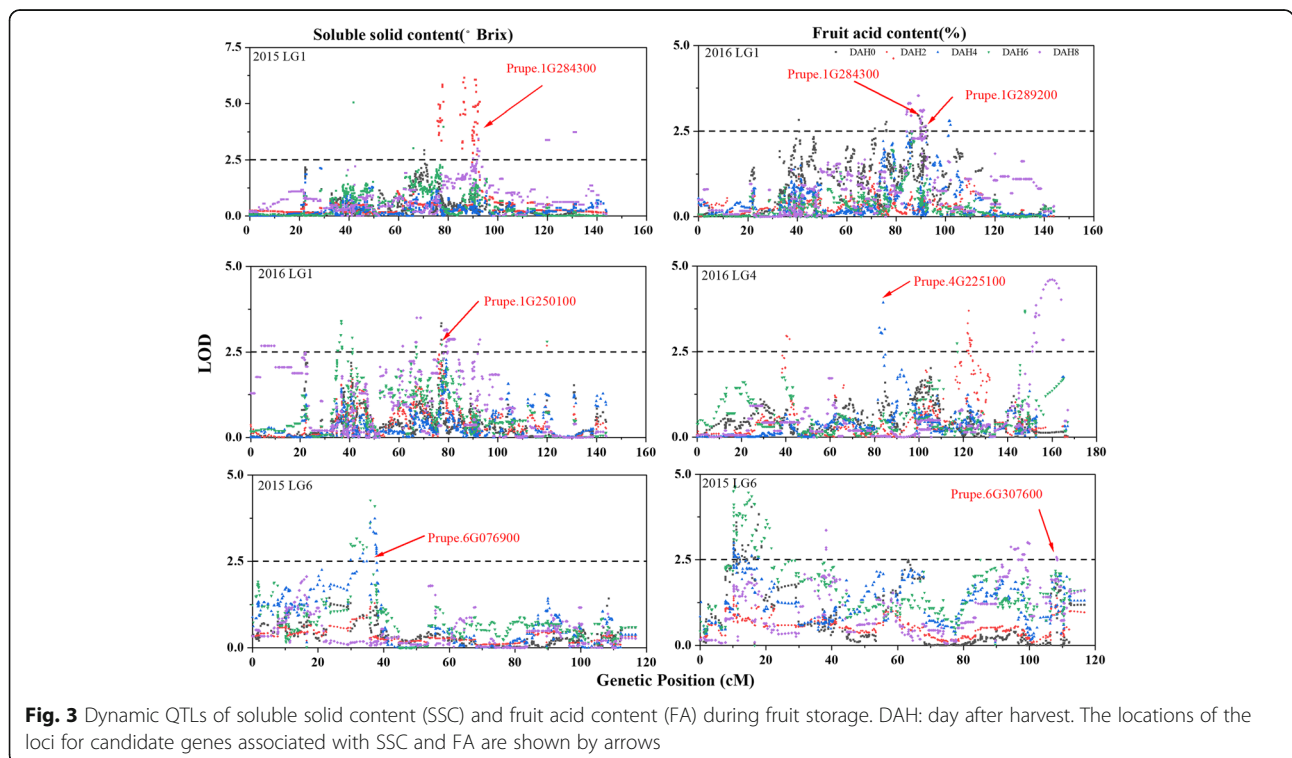 Soluble solid content(° Brix)
Fruit acid content(%)
2015 LG1
7.5
5.0
2.5
0.0
0 20 40 60 80 100 120 140 160
Prupe.1G284300
2016 LG1
DAH0 DAH2 DAH4 DAH6 DAH8
5.0
2.5
0.0
0 20 40 60 80 100 120 140 160
Prupe.1G284300
Prupe.1G289200
LOD
2016 LG1
5.0
2.5
0.0
0 20 40 60 80 100 120 140 160
Prupe.1G250100
2016 LG4
5.0
2.5
0.0
0 20 40 60 80 100 120 140 160 180
Prupe.4G225100
2015 LG6
5.0
2.5
0.0
0 20 40 60 80 100 120
Prupe.6G076900
2015 LG6
5.0
2.5
0.0
0 20 40 60 80 100 120
Prupe.6G307600
Genetic Position (cM)
Fig. 3 Dynamic QTLs of soluble solid content (SSC) and fruit acid content (FA) during fruit storage. DAH: day after harvest. The locations of the
loci for candidate genes associated with SSC and FA are shown by arrows